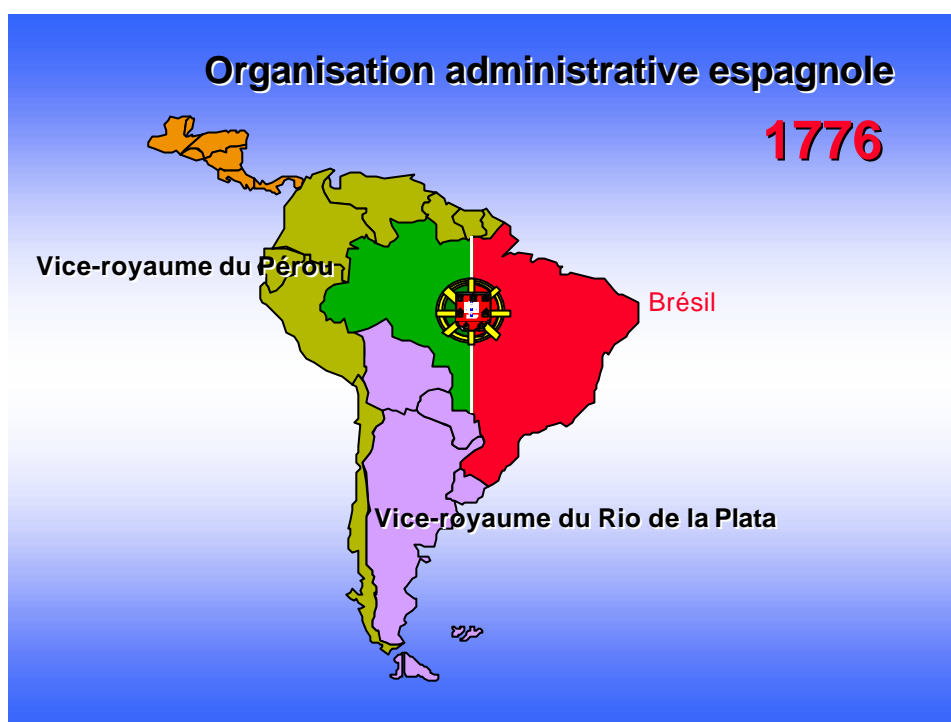 Organisation administrative espagnole
1776
Vice-royaume du Pérou
Brésil
Vice-royaume du Rio de la Plata